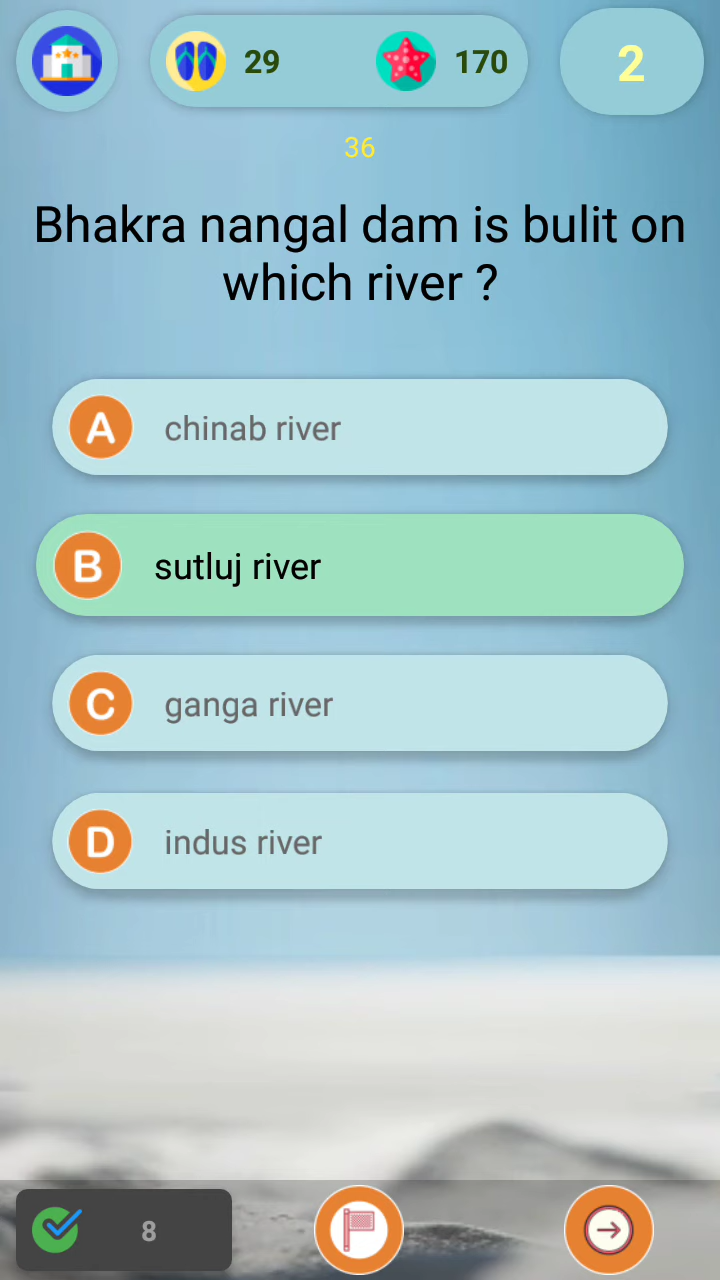 29
170
2
36
Bhakra nangal dam is bulit on
which river ?
A chinab river
B sutluj river
C ganga river
D indus river
8